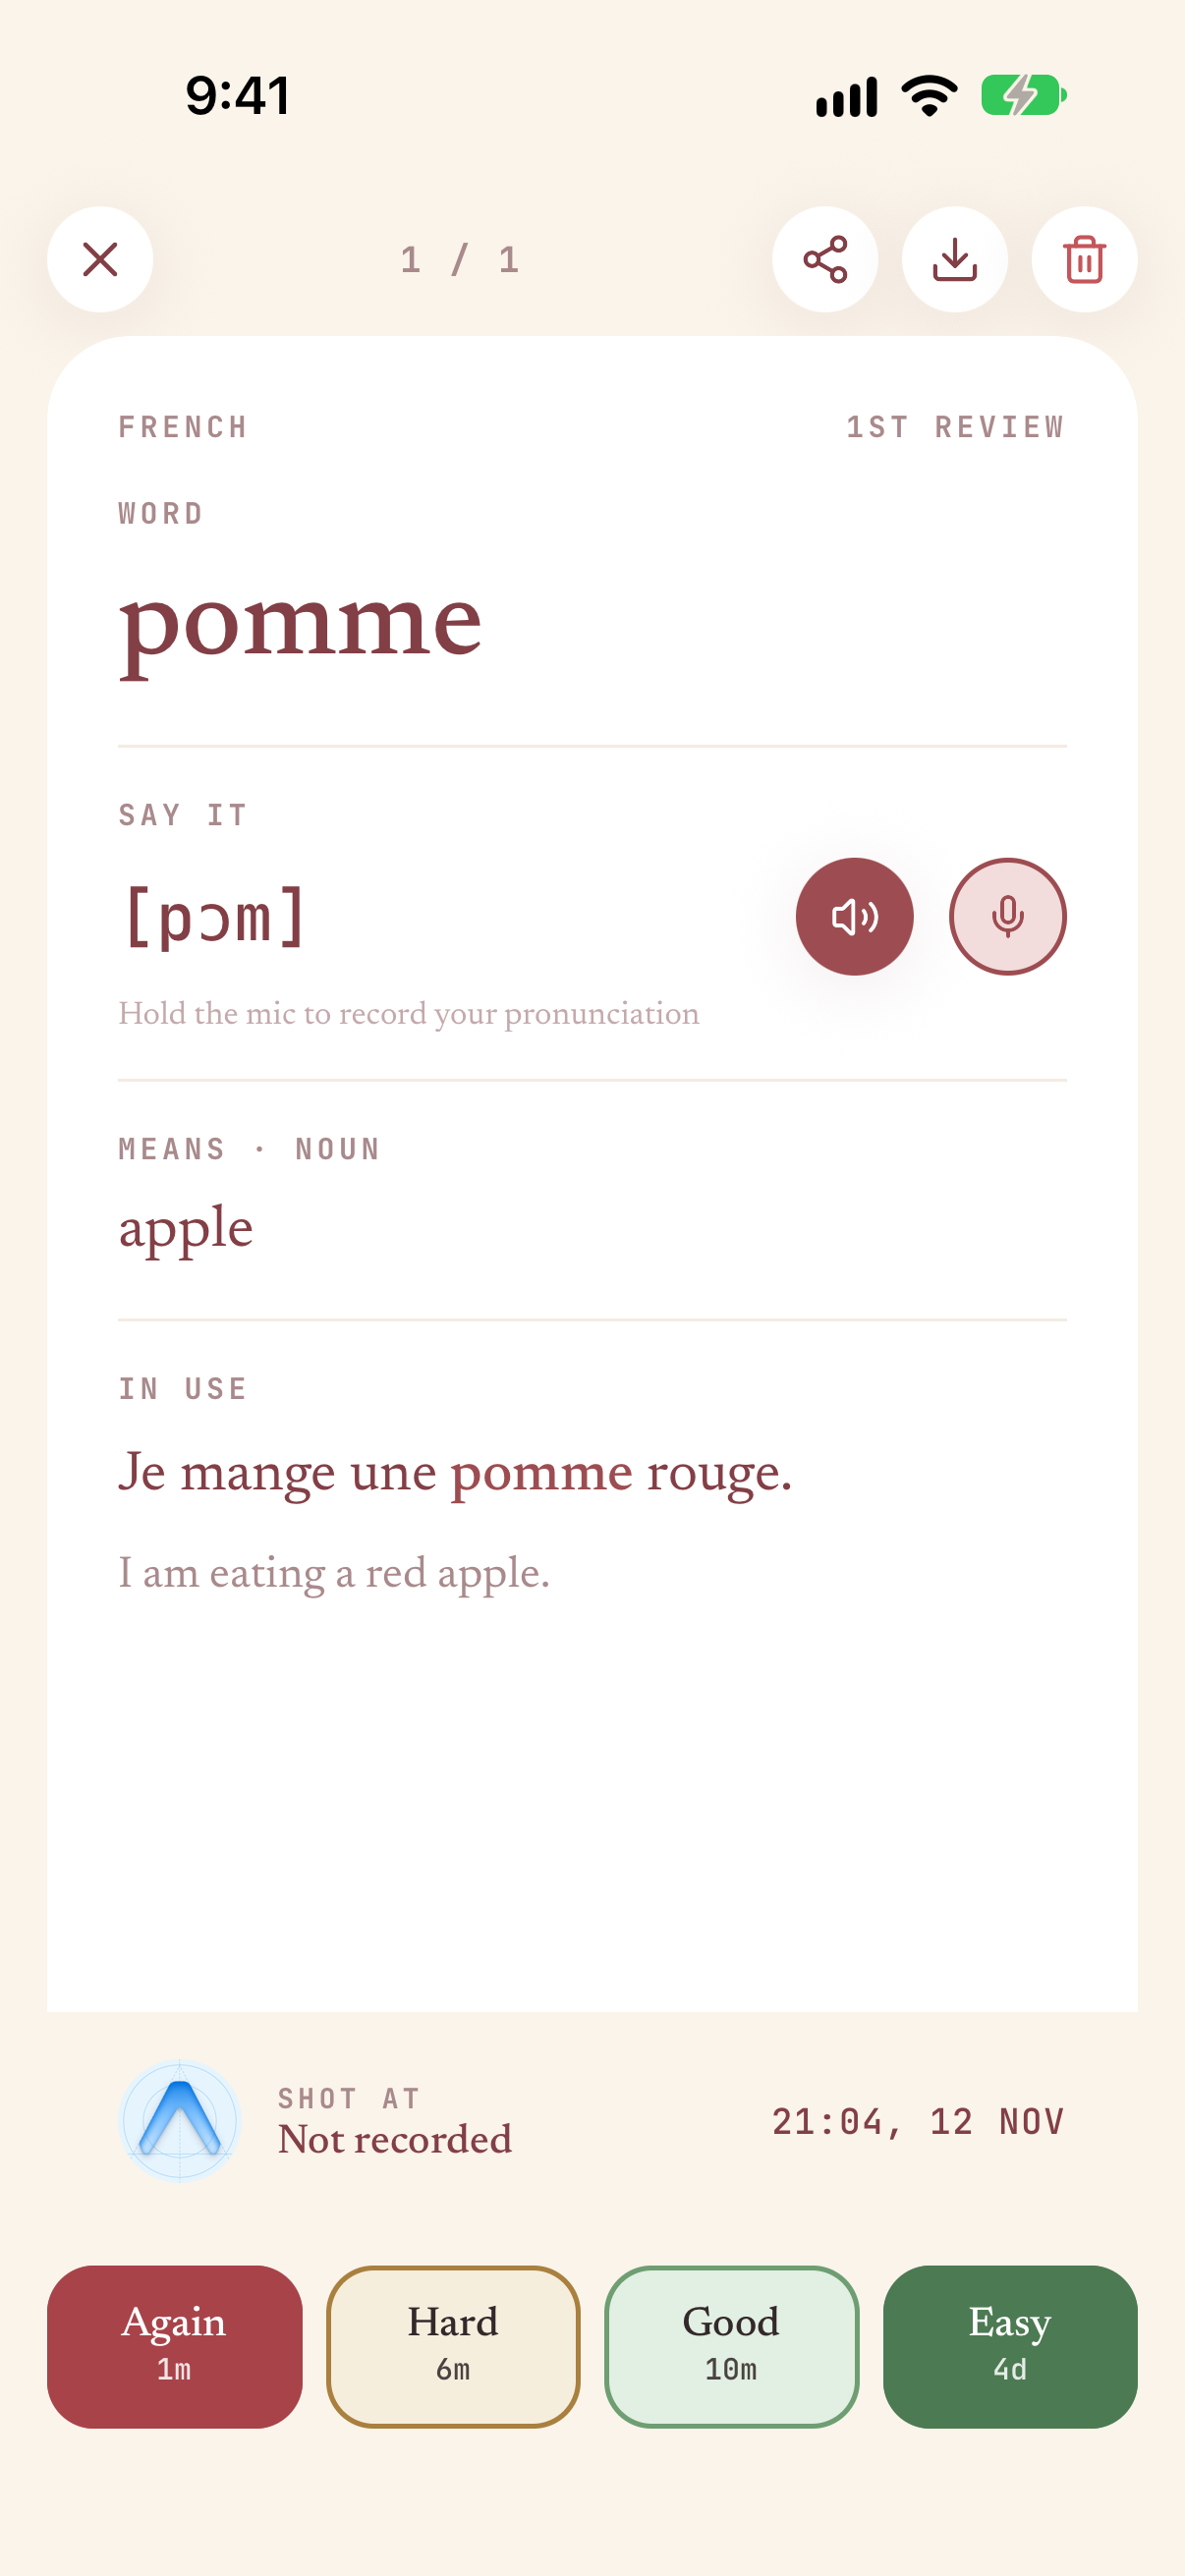 9:41
1 / 1
FRENCH
1ST REVIEW
WORD
pomme
SAY IT
[pɔm]
Hold the mic to record your pronunciation
MEANS · NOUN
apple
IN USE
Je mange une pomme rouge.
I am eating a red apple.
SHOT AT
Not recorded
21:04, 12 NOV
Again
1m
Hard
6m
Good
10m
Easy
4d